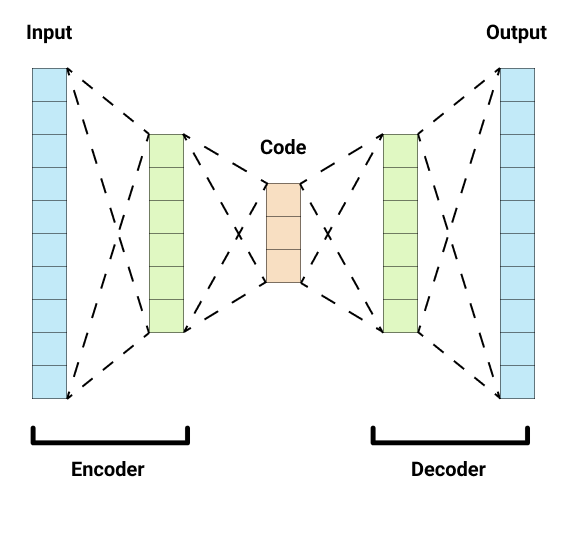 Input
Output
Code
Encoder
Decoder